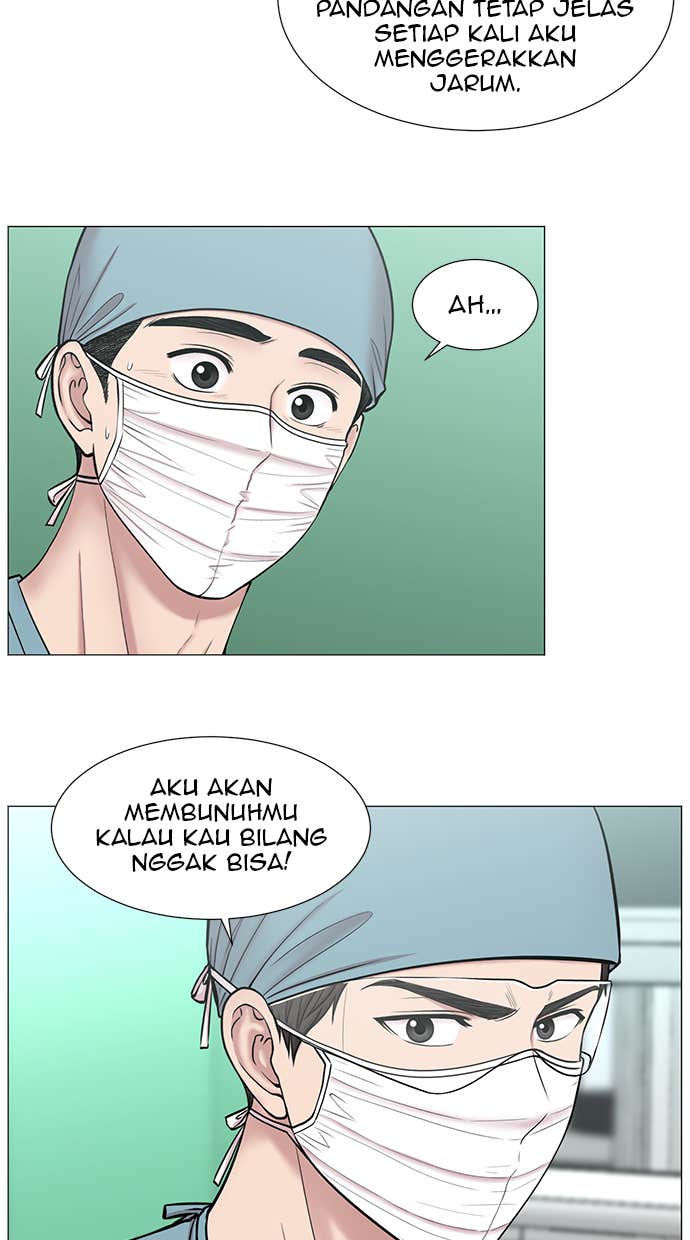 PANDANGAN TETAP JELAS
SETIAP KALI AKU
MENGGERAKKAN
JARUM.
AH...
AKU AKAN
MEMBUNUHMU
KALAU KAU BILANG
NGGAK BISA!